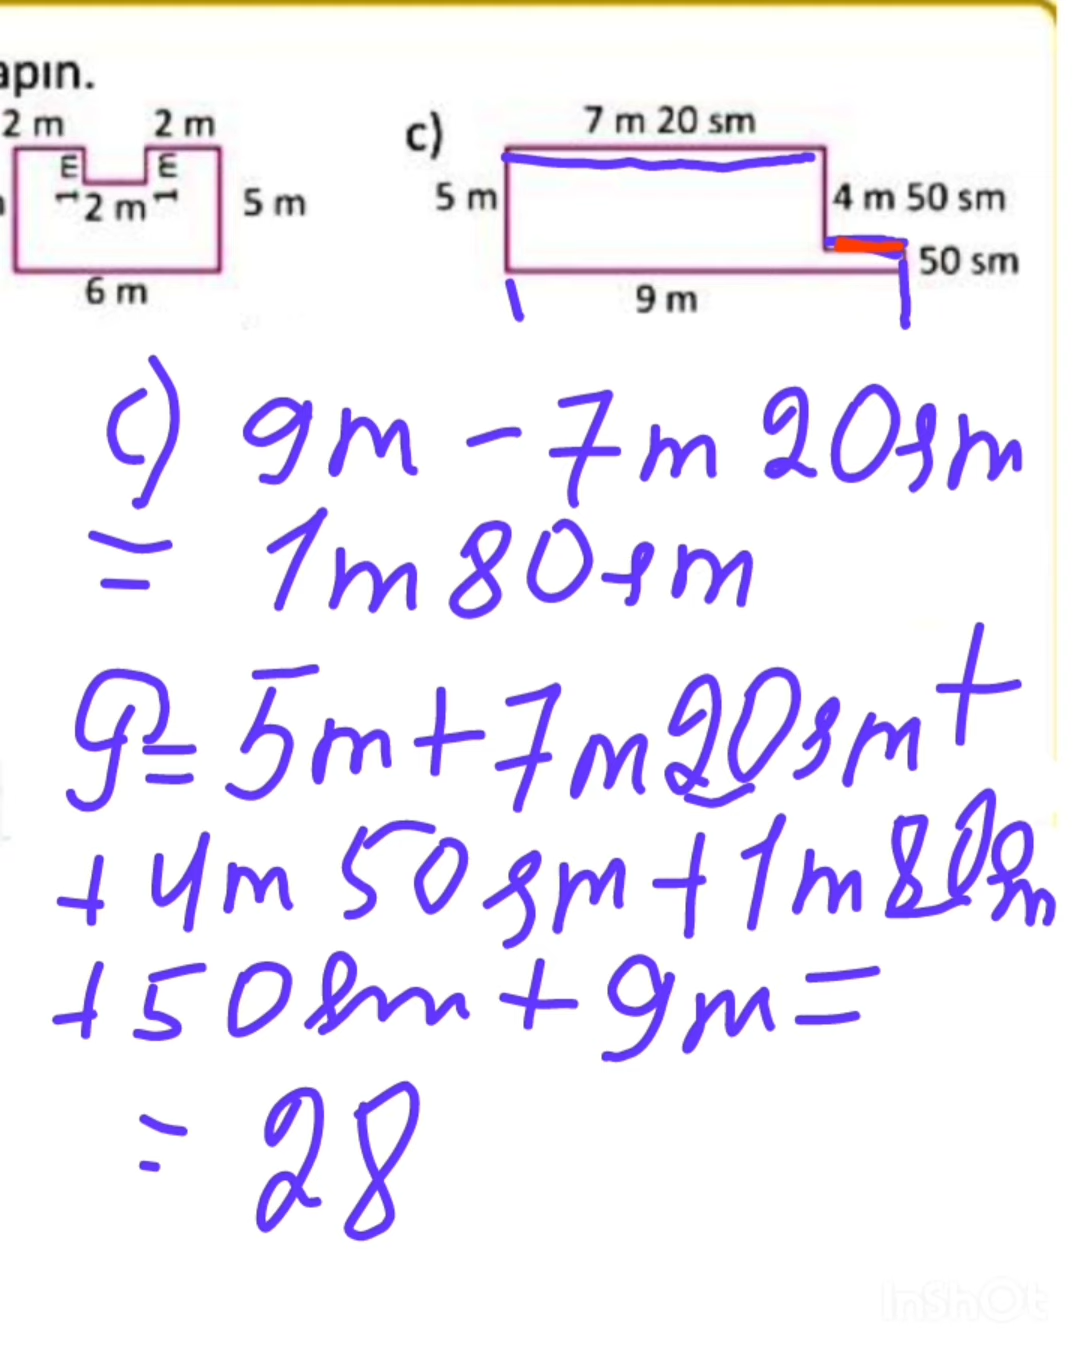 apın.
2 m 2 m
1 m 1 m
2 m
5 m
6 m
c)
7 m 20 sm
5 m
4 m 50 sm
50 sm
9 m
c) 9m - 7m 20sm
= 1m 80sm
P = 5m + 7m 20sm +
+ 4m 50sm + 1m 80sm
+ 50sm + 9m =
= 28
InShOt